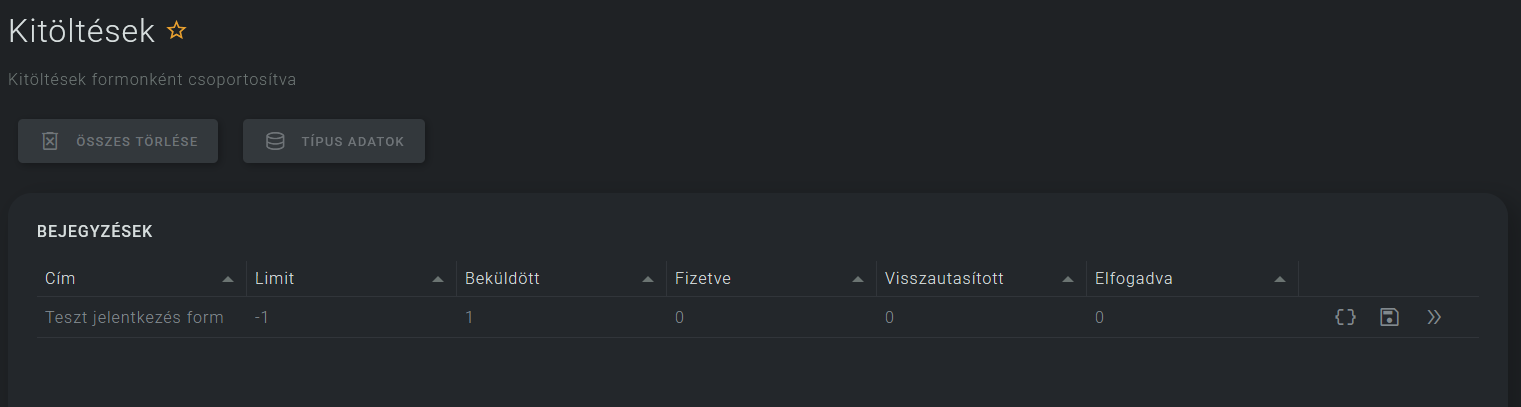 Kitöltések
Kitöltések formonként csoportosítva
ÖSSZES TÖRLÉSE TÍPUS ADATOK
BEJEGYZÉSEK
Cím Limit Beküldött Fizetve Visszautasított Elfogadva
Teszt jelentkezés form -1 1 0 0 0